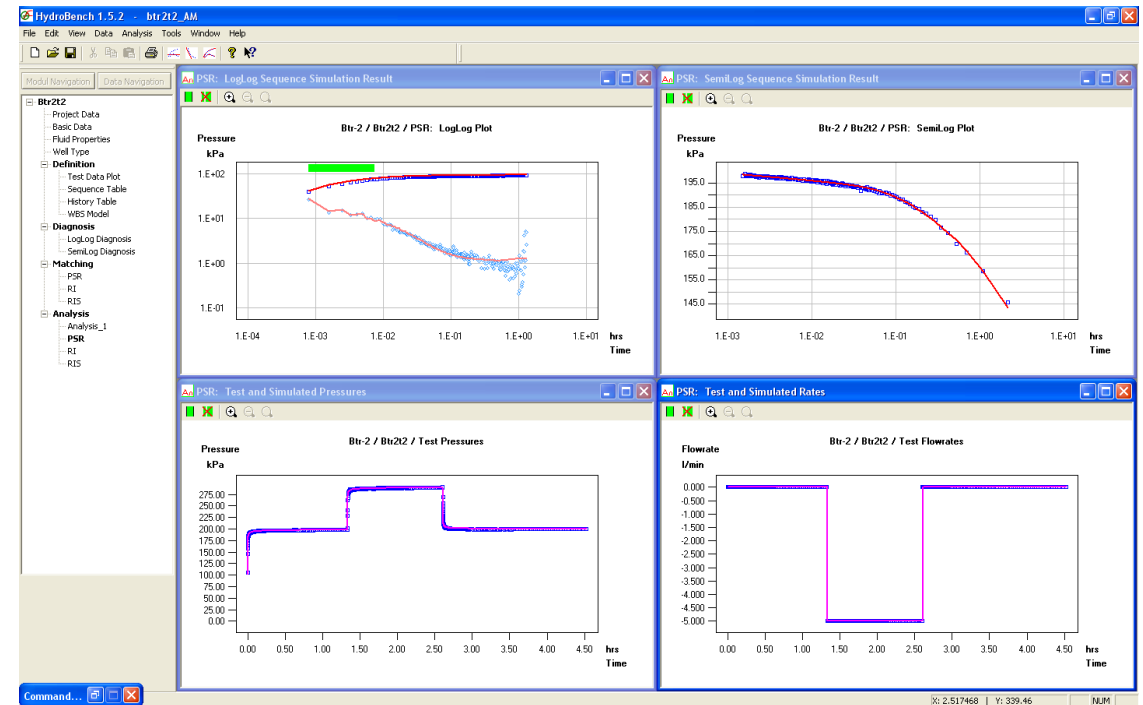 HydroBench 1.5.2 - btr2t2_AM
File Edit View Data Analysis Tools Window Help
Modul Navigation Data Navigation
Btr2t2
Project Data
Basic Data
Fluid Properties
Well Type
Definition
Test Data Plot
Sequence Table
History Table
WBS Model
Diagnosis
LogLog Diagnosis
SemiLog Diagnosis
Matching
PSR
RI
RIS
Analysis
Analysis_1
PSR
RI
RIS
An PSR: LogLog Sequence Simulation Result
Btr-2 / Btr2t2 / PSR: LogLog Plot
Pressure
kPa
1.E+02
1.E+01
1.E+00
1.E-01
1.E-04 1.E-03 1.E-02 1.E-01 1.E+00 1.E+01 hrs
Time
An PSR: SemiLog Sequence Simulation Result
Btr-2 / Btr2t2 / PSR: SemiLog Plot
Pressure
kPa
195.0
185.0
175.0
165.0
155.0
145.0
1.E-03 1.E-02 1.E-01 1.E+00 1.E+01 hrs
Time
An PSR: Test and Simulated Pressures
Btr-2 / Btr2t2 / Test Pressures
Pressure
kPa
275.00
250.00
225.00
200.00
175.00
150.00
125.00
100.00
75.00
50.00
25.00
0.00
0.00 0.50 1.00 1.50 2.00 2.50 3.00 3.50 4.00 4.50 hrs
Time
An PSR: Test and Simulated Rates
Btr-2 / Btr2t2 / Test Flowrates
Flowrate
l/min
0.000
-0.500
-1.000
-1.500
-2.000
-2.500
-3.000
-3.500
-4.000
-4.500
-5.000
0.00 0.50 1.00 1.50 2.00 2.50 3.00 3.50 4.00 4.50 hrs
Time
Command...
X: 2.517468 | Y: 339.46 NUM